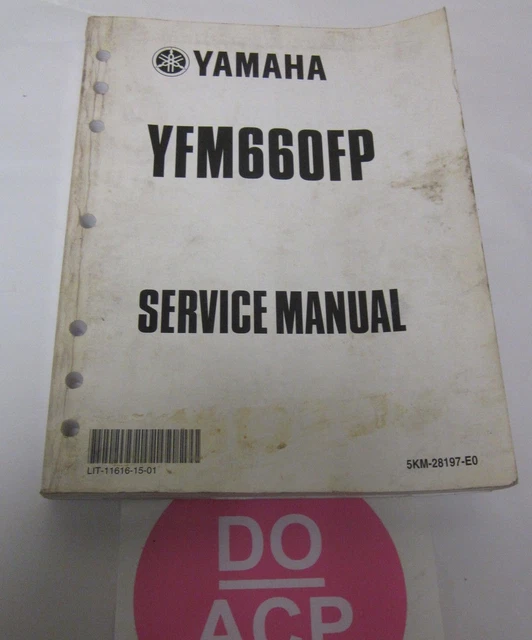 YAMAHA
YFM660FP
SERVICE MANUAL
LIT-11616-15-01
5KM-28197-E0
DO
ACP